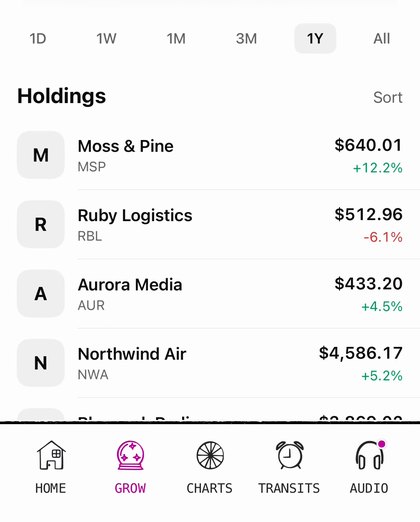 1D 1W 1M 3M 1Y All
Holdings Sort
M Moss & Pine $640.01
MSP +12.2%
R Ruby Logistics $512.96
RBL -6.1%
A Aurora Media $433.20
AUR +4.5%
N Northwind Air $4,586.17
NWA +5.2%
HOME GROW CHARTS TRANSITS AUDIO